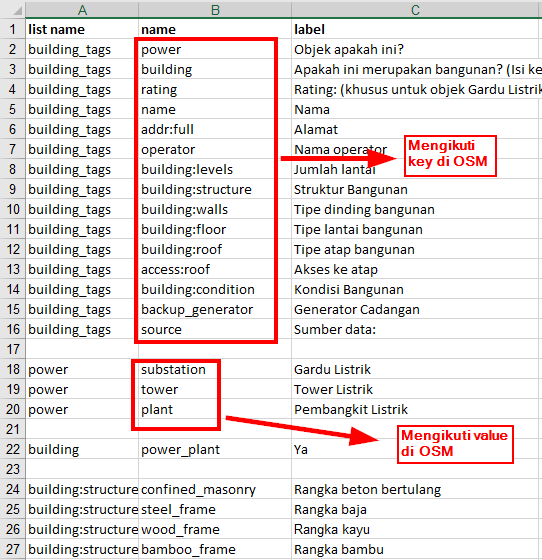 A B C
1 list name name label
2 building_tags power Objek apakah ini?
3 building_tags building Apakah ini merupakan bangunan? (Isi ke
4 building_tags rating Rating: (khusus untuk objek Gardu Listrik
5 building_tags name Nama
6 building_tags addr:full Alamat
7 building_tags operator Nama operator
8 building_tags building:levels Jumlah lantai
9 building_tags building:structure Struktur Bangunan
10 building_tags building:walls Tipe dinding bangunan
11 building_tags building:floor Tipe lantai bangunan
12 building_tags building:roof Tipe atap bangunan
13 building_tags access:roof Akses ke atap
14 building_tags building:condition Kondisi Bangunan
15 building_tags backup_generator Generator Cadangan
16 building_tags source Sumber data:
17
18 power substation Gardu Listrik
19 power tower Tower Listrik
20 power plant Pembangkit Listrik
21
22 building power_plant Ya
23
24 building:structure confined_masonry Rangka beton bertulang
25 building:structure steel_frame Rangka baja
26 building:structure wood_frame Rangka kayu
27 building:structure bamboo_frame Rangka bambu
Mengikuti
key di OSM
Mengikuti value
di OSM